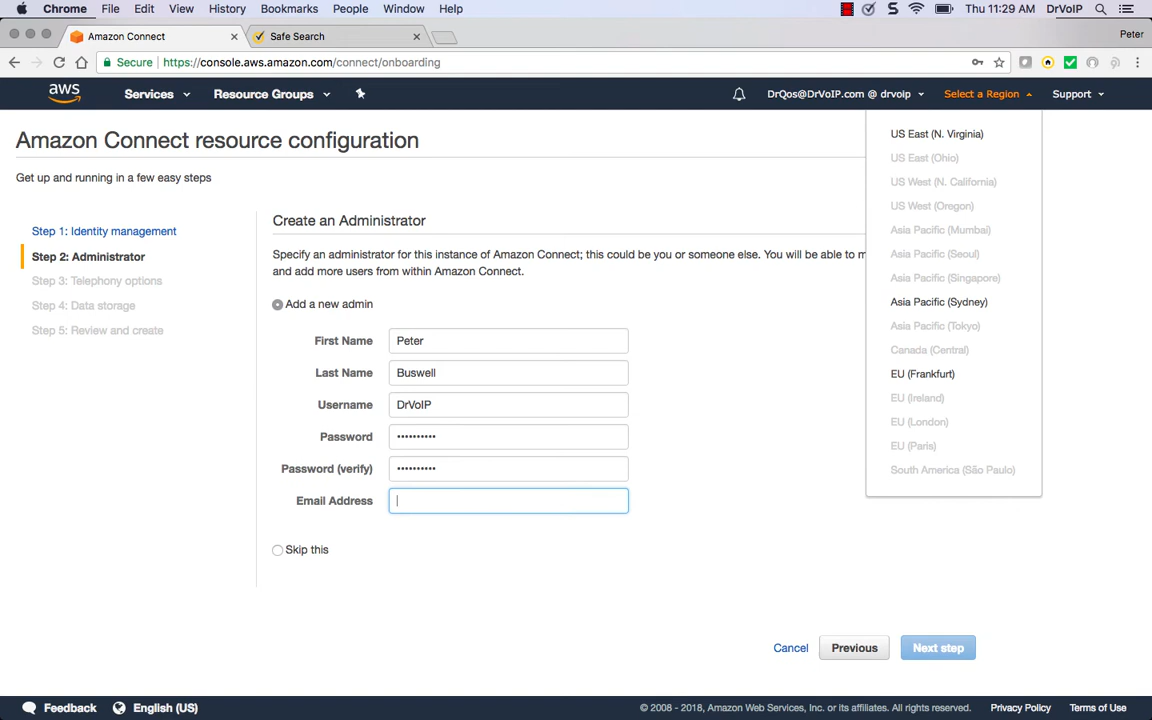 Chrome File Edit View History Bookmarks People Window Help
S Thu 11:29 AM DrVoIP
Amazon Connect
Safe Search
Peter
Secure https://console.aws.amazon.com/connect/onboarding
aws Services Resource Groups
DrQos@DrVoIP.com @ drvoip Select a Region Support
Amazon Connect resource configuration
Get up and running in a few easy steps
Step 1: Identity management
Step 2: Administrator
Step 3: Telephony options
Step 4: Data storage
Step 5: Review and create
Create an Administrator
Specify an administrator for this instance of Amazon Connect; this could be you or someone else. You will be able to m
and add more users from within Amazon Connect.
Add a new admin
First Name Peter
Last Name Buswell
Username DrVoIP
Password ••••••••••
Password (verify) ••••••••••
Email Address
Skip this
US East (N. Virginia)
US East (Ohio)
US West (N. California)
US West (Oregon)
Asia Pacific (Mumbai)
Asia Pacific (Seoul)
Asia Pacific (Singapore)
Asia Pacific (Sydney)
Asia Pacific (Tokyo)
Canada (Central)
EU (Frankfurt)
EU (Ireland)
EU (London)
EU (Paris)
South America (São Paulo)
Cancel Previous Next step
Feedback English (US)
© 2008 - 2018, Amazon Web Services, Inc. or its affiliates. All rights reserved. Privacy Policy Terms of Use